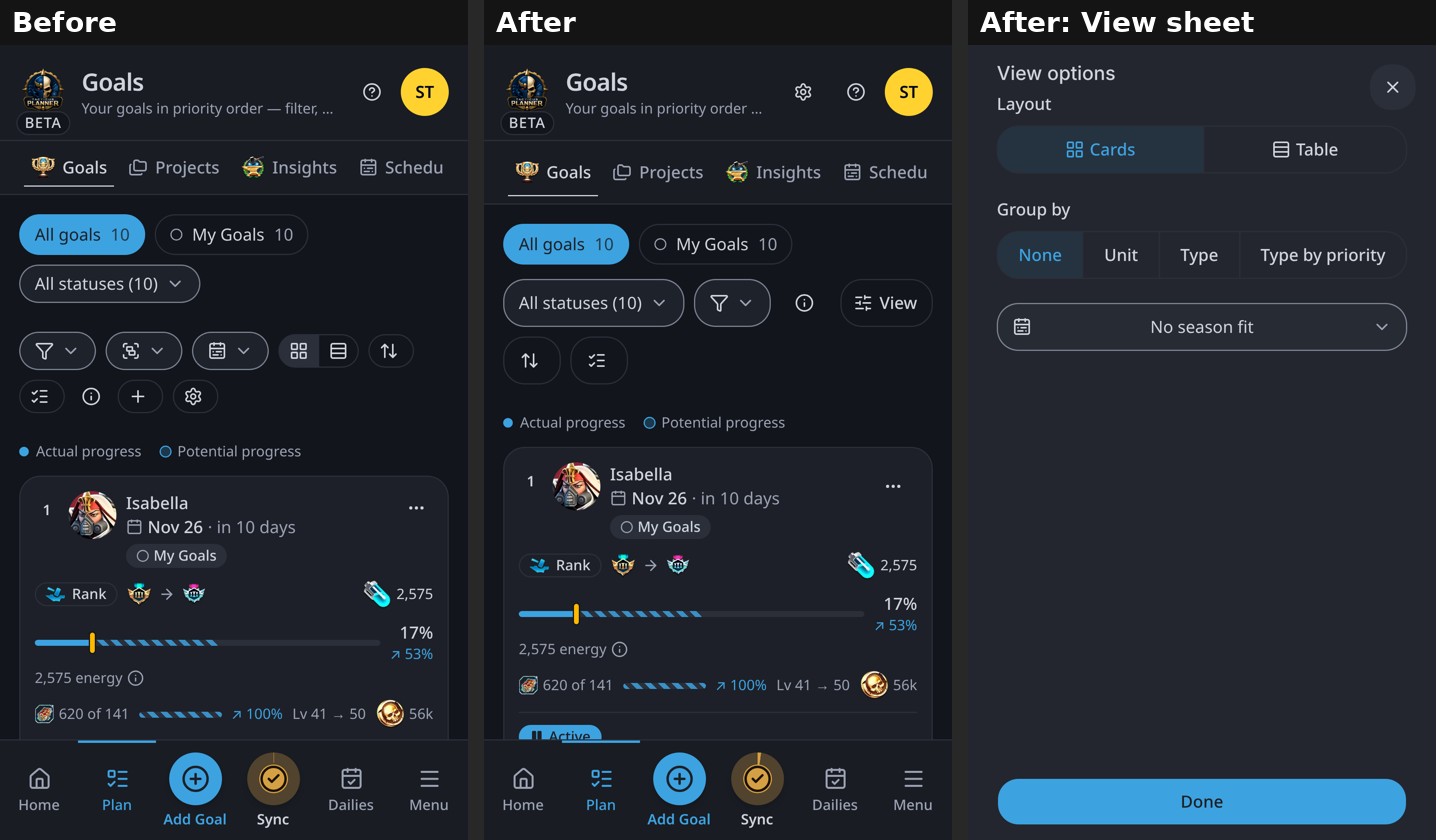 Before
PLANNER
BETA
Goals
Your goals in priority order — filter, ...
ST
Goals
Projects
Insights
Schedu
All goals 10
My Goals 10
All statuses (10)
Actual progress
Potential progress
1
Isabella
Nov 26 · in 10 days
My Goals
Rank
2,575
17%
53%
2,575 energy
620 of 141
100%
Lv 41 → 50
56k
Home
Plan
Add Goal
Sync
Dailies
Menu
After
PLANNER
BETA
Goals
Your goals in priority order ...
ST
Goals
Projects
Insights
Schedu
All goals 10
My Goals 10
All statuses (10)
View
Actual progress
Potential progress
1
Isabella
Nov 26 · in 10 days
My Goals
Rank
2,575
17%
53%
2,575 energy
620 of 141
100%
Lv 41 → 50
56k
Active
Home
Plan
Add Goal
Sync
Dailies
Menu
After: View sheet
View options
Layout
Cards
Table
Group by
None
Unit
Type
Type by priority
No season fit
Done